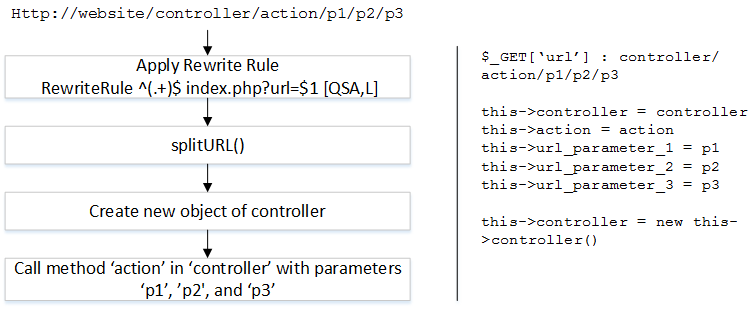 Http://website/controller/action/p1/p2/p3
Apply Rewrite Rule
RewriteRule ^(.+)$ index.php?url=$1 [QSA,L]
splitURL()
Create new object of controller
Call method ‘action’ in ‘controller’ with parameters
‘p1’, ’p2', and ‘p3’
$_GET[‘url’] : controller/
action/p1/p2/p3
this->controller = controller
this->action = action
this->url_parameter_1 = p1
this->url_parameter_2 = p2
this->url_parameter_3 = p3
this->controller = new this-
>controller()